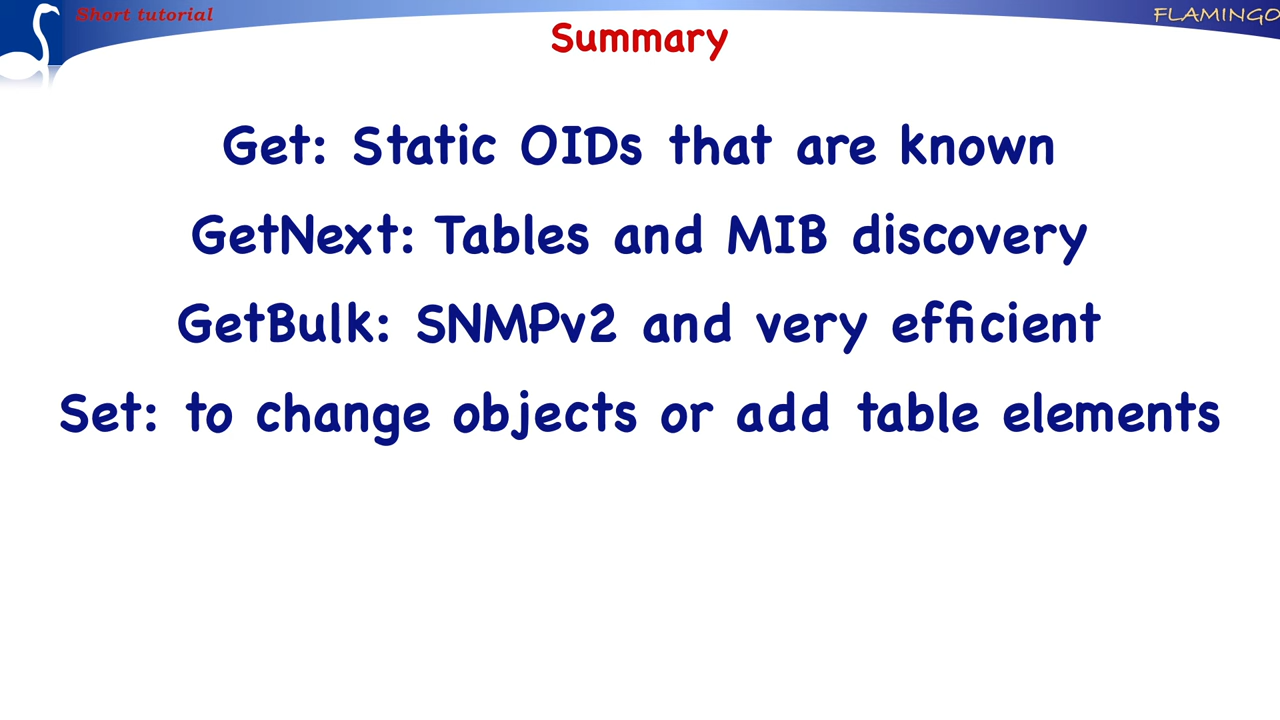 Short tutorial
FLAMINGO
Summary
Get: Static OIDs that are known
GetNext: Tables and MIB discovery
GetBulk: SNMPv2 and very efficient
Set: to change objects or add table elements